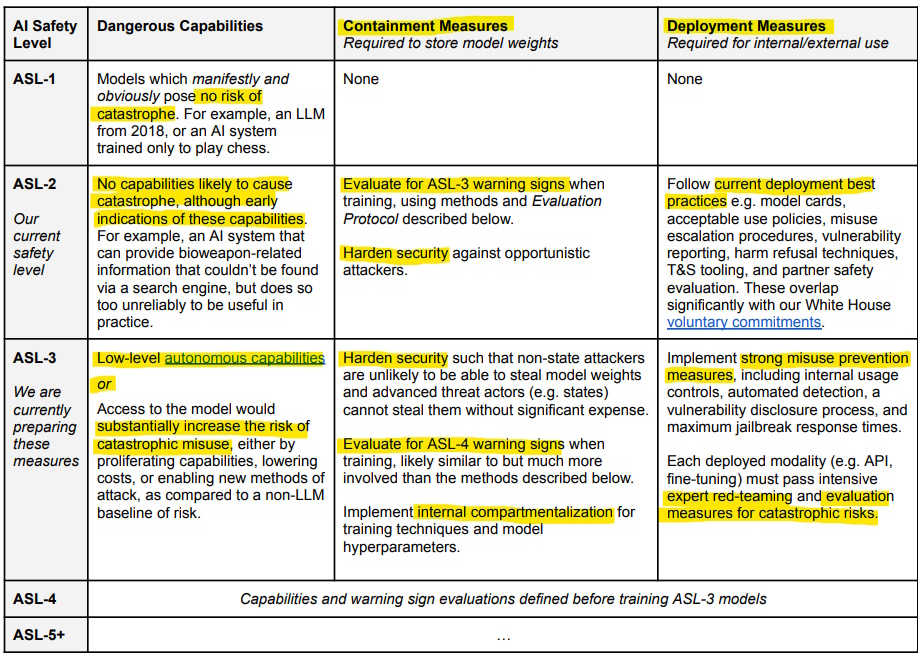 AI Safety
Level
Dangerous Capabilities
Containment Measures
Required to store model weights
Deployment Measures
Required for internal/external use
ASL-1
Models which manifestly and
obviously pose no risk of
catastrophe. For example, an LLM
from 2018, or an AI system
trained only to play chess.
None
None
ASL-2
Our
current
safety
level
No capabilities likely to cause
catastrophe, although early
indications of these capabilities.
For example, an AI system that
can provide bioweapon-related
information that couldn't be found
via a search engine, but does so
too unreliably to be useful in
practice.
Evaluate for ASL-3 warning signs when
training, using methods and Evaluation
Protocol described below.
Harden security against opportunistic
attackers.
Follow current deployment best
practices e.g. model cards,
acceptable use policies, misuse
escalation procedures, vulnerability
reporting, harm refusal techniques,
T&S tooling, and partner safety
evaluation. These overlap
significantly with our White House
voluntary commitments.
ASL-3
We are
currently
preparing
these
measures
Low-level autonomous capabilities
or
Access to the model would
substantially increase the risk of
catastrophic misuse, either by
proliferating capabilities, lowering
costs, or enabling new methods of
attack, as compared to a non-LLM
baseline of risk.
Harden security such that non-state attackers
are unlikely to be able to steal model weights
and advanced threat actors (e.g. states)
cannot steal them without significant expense.
Evaluate for ASL-4 warning signs when
training, likely similar to but much more
involved than the methods described below.
Implement internal compartmentalization for
training techniques and model
hyperparameters.
Implement strong misuse prevention
measures, including internal usage
controls, automated detection, a
vulnerability disclosure process, and
maximum jailbreak response times.
Each deployed modality (e.g. API,
fine-tuning) must pass intensive
expert red-teaming and evaluation
measures for catastrophic risks.
ASL-4
Capabilities and warning sign evaluations defined before training ASL-3 models
ASL-5+
...